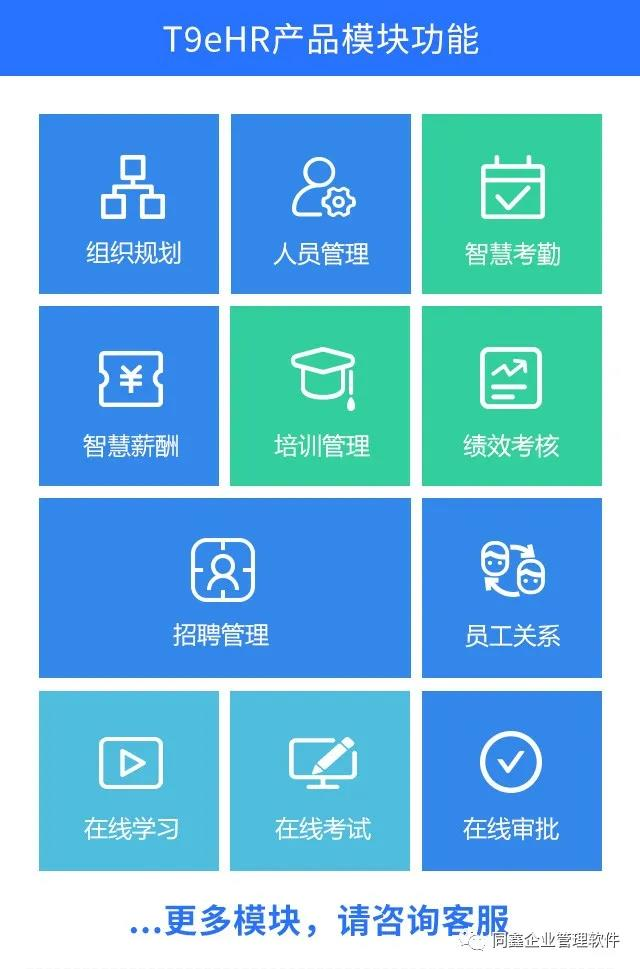 T9eHR产品模块功能
组织规划
人员管理
智慧考勤
¥
智慧薪酬
培训管理
绩效考核
招聘管理
员工关系
在线学习
在线考试
在线审批
...更多模块，请咨询客服
同鑫企业管理软件